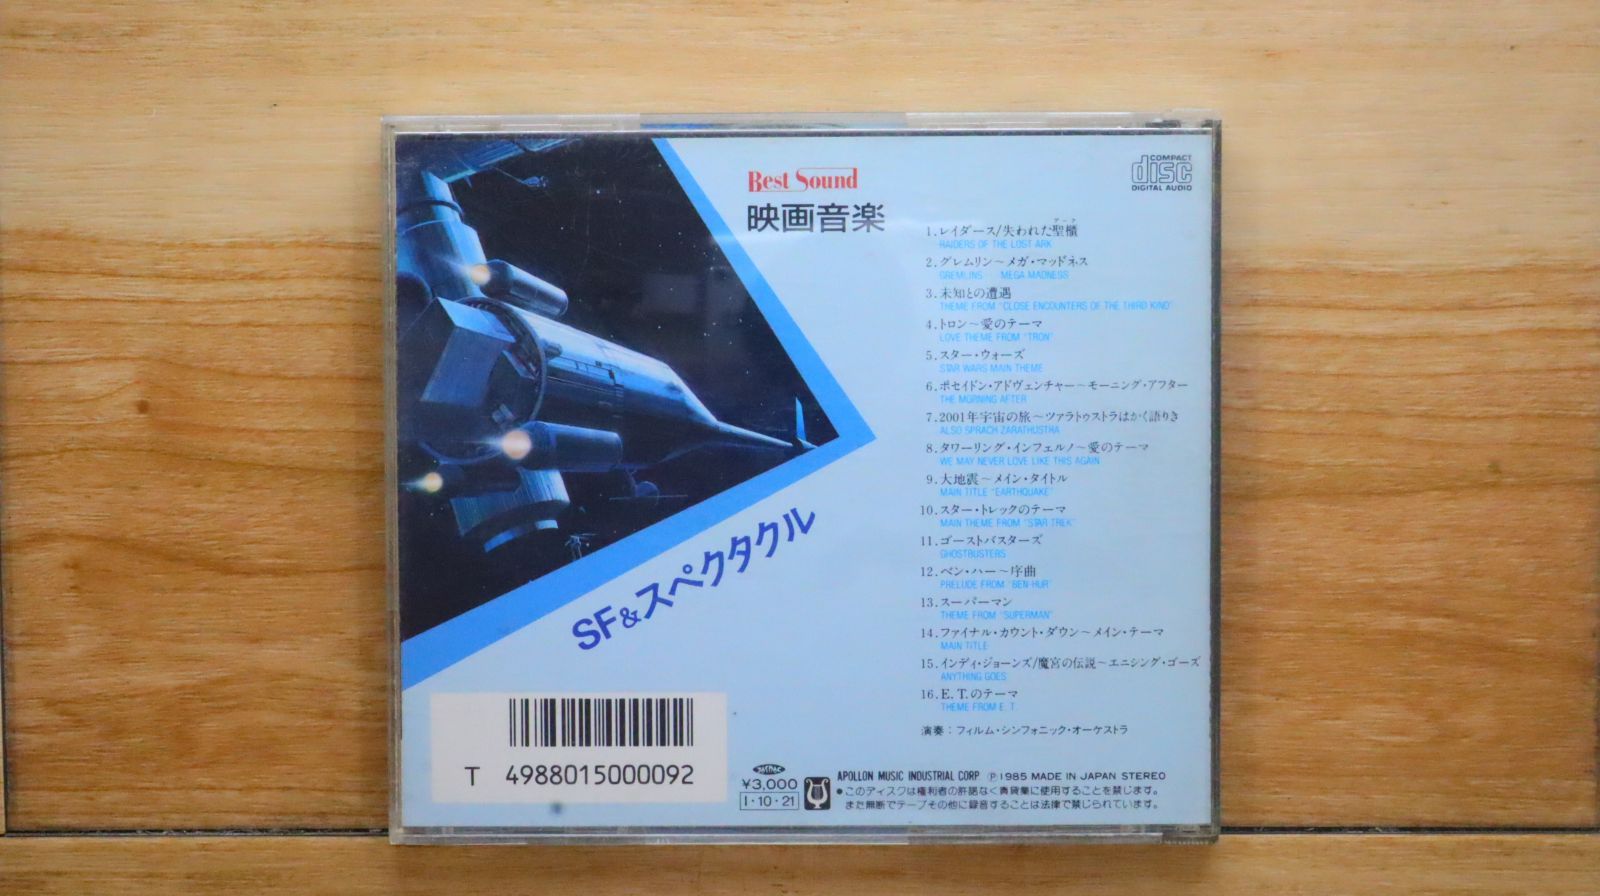 Best Sound
映画音楽
COMPACT
disc
DIGITAL AUDIO
アーク
1.レイダース/失われた聖櫃
RAIDERS OF THE LOST ARK
2.グレムリン〜メガ・マッドネス
GREMLINS…MEGA MADNESS
3.未知との遭遇
THEME FROM "CLOSE ENCOUNTERS OF THE THIRD KIND"
4.トロン〜愛のテーマ
LOVE THEME FROM "TRON"
5.スター・ウォーズ
STAR WARS MAIN THEME
6.ポセイドン・アドヴェンチャー〜モーニング・アフター
THE MORNING AFTER
7.2001年宇宙の旅〜ツァラトゥストラはかく語りき
ALSO SPRACH ZARATHUSTRA
8.タワーリング・インフェルノ〜愛のテーマ
WE MAY NEVER LOVE LIKE THIS AGAIN
9.大地震〜メイン・タイトル
MAIN TITLE "EARTHQUAKE"
10.スター・トレックのテーマ
MAIN THEME FROM "STAR TREK"
11.ゴーストバスターズ
GHOSTBUSTERS
12.ベン・ハー〜序曲
PRELUDE FROM "BEN-HUR"
13.スーパーマン
THEME FROM "SUPERMAN"
14.ファイナル・カウント・ダウン〜メイン・テーマ
MAIN TITLE
15.インディ・ジョーンズ/魔宮の伝説〜エニシング・ゴーズ
ANYTHING GOES
16.E.T.のテーマ
THEME FROM E.T.
演奏:フィルム・シンフォニック・オーケストラ
SF&スペクタクル
T 4988015000092
¥3,000
I・10・21
APOLLON MUSIC INDUSTRIAL CORP ℗1985 MADE IN JAPAN STEREO
●このディスクは権利者の許諾なく賃貸業に使用することを禁じます。
また無断でテープその他に録音することは法律で禁じられています。